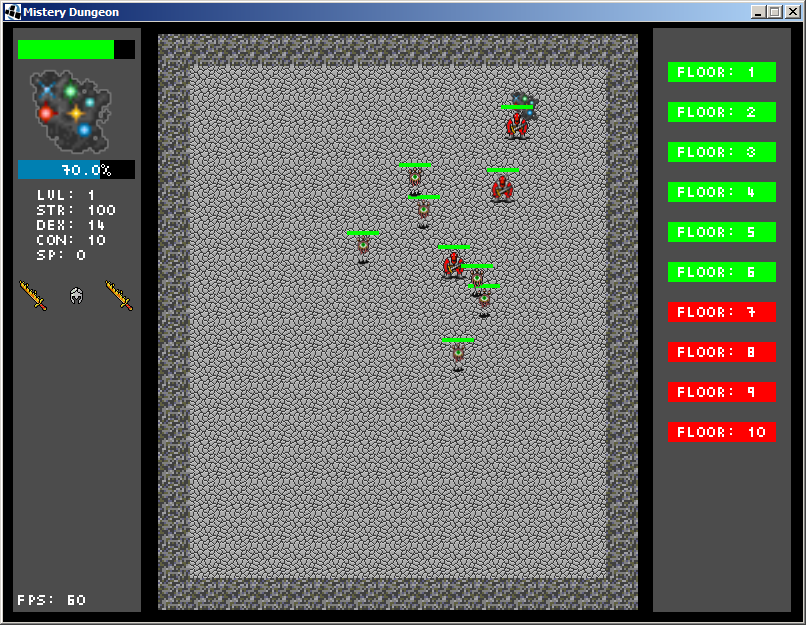 Mistery Dungeon
70.0%
LVL: 1
STR: 100
DEX: 14
CON: 10
SP: 0
FPS: 60
FLOOR: 1
FLOOR: 2
FLOOR: 3
FLOOR: 4
FLOOR: 5
FLOOR: 6
FLOOR: 7
FLOOR: 8
FLOOR: 9
FLOOR: 10